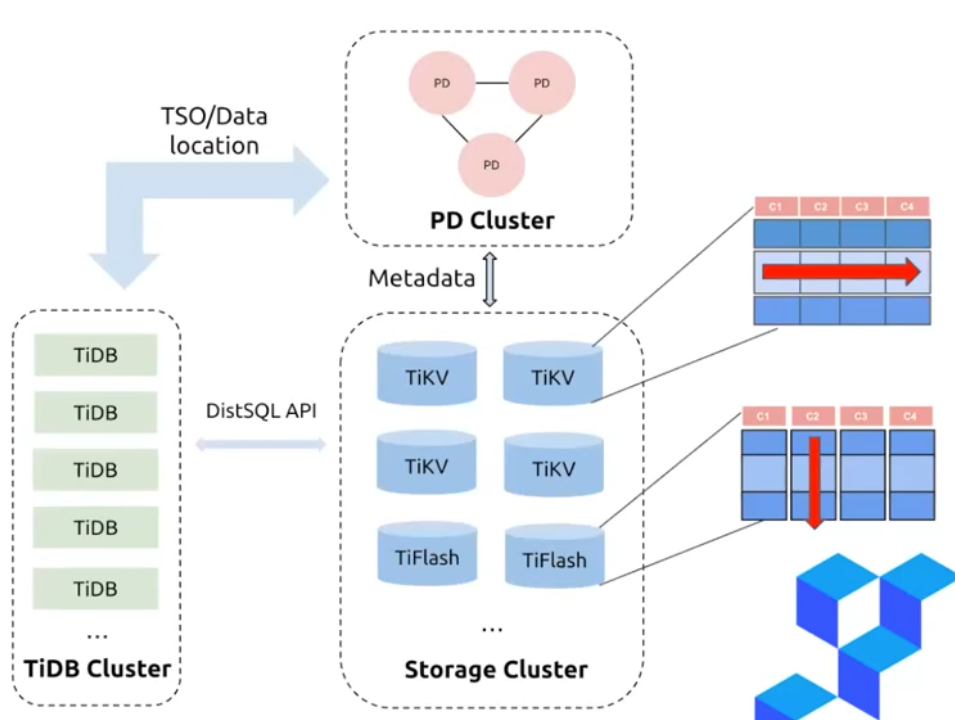 PD
PD
PD
PD Cluster
TSO/Data
location
Metadata
C1 C2 C3 C4
TiDB
TiDB
TiDB
TiDB
TiDB
...
TiDB Cluster
DistSQL API
TiKV
TiKV
TiKV
TiKV
TiFlash
TiFlash
...
Storage Cluster
C1 C2 C3 C4